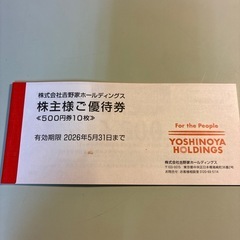 株式会社吉野家ホールディングス
株主様ご優待券
≪500円券10枚≫
有効期限 2026年5月31日まで
For the People
YOSHINOYA
HOLDINGS
株式会社吉野家ホールディングス